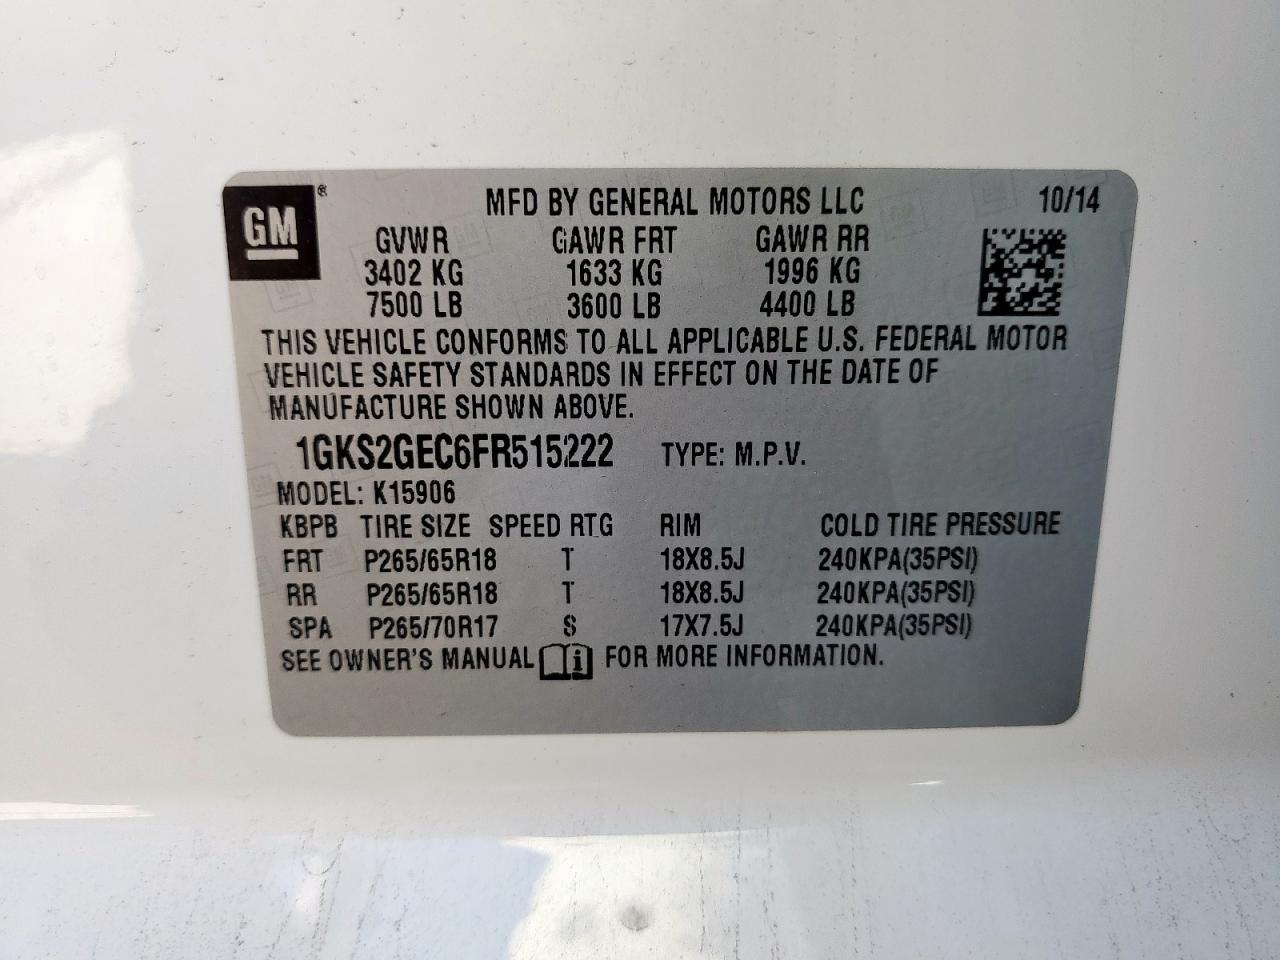 GM ® MFD BY GENERAL MOTORS LLC 10/14
GVWR GAWR FRT GAWR RR
3402 KG 1633 KG 1996 KG
7500 LB 3600 LB 4400 LB
THIS VEHICLE CONFORMS TO ALL APPLICABLE U.S. FEDERAL MOTOR
VEHICLE SAFETY STANDARDS IN EFFECT ON THE DATE OF
MANUFACTURE SHOWN ABOVE.
1GKS2GEC6FR515222 TYPE: M.P.V.
MODEL: K15906
KBPB TIRE SIZE SPEED RTG RIM COLD TIRE PRESSURE
FRT P265/65R18 T 18X8.5J 240KPA(35PSI)
RR P265/65R18 T 18X8.5J 240KPA(35PSI)
SPA P265/70R17 S 17X7.5J 240KPA(35PSI)
SEE OWNER'S MANUAL i FOR MORE INFORMATION.